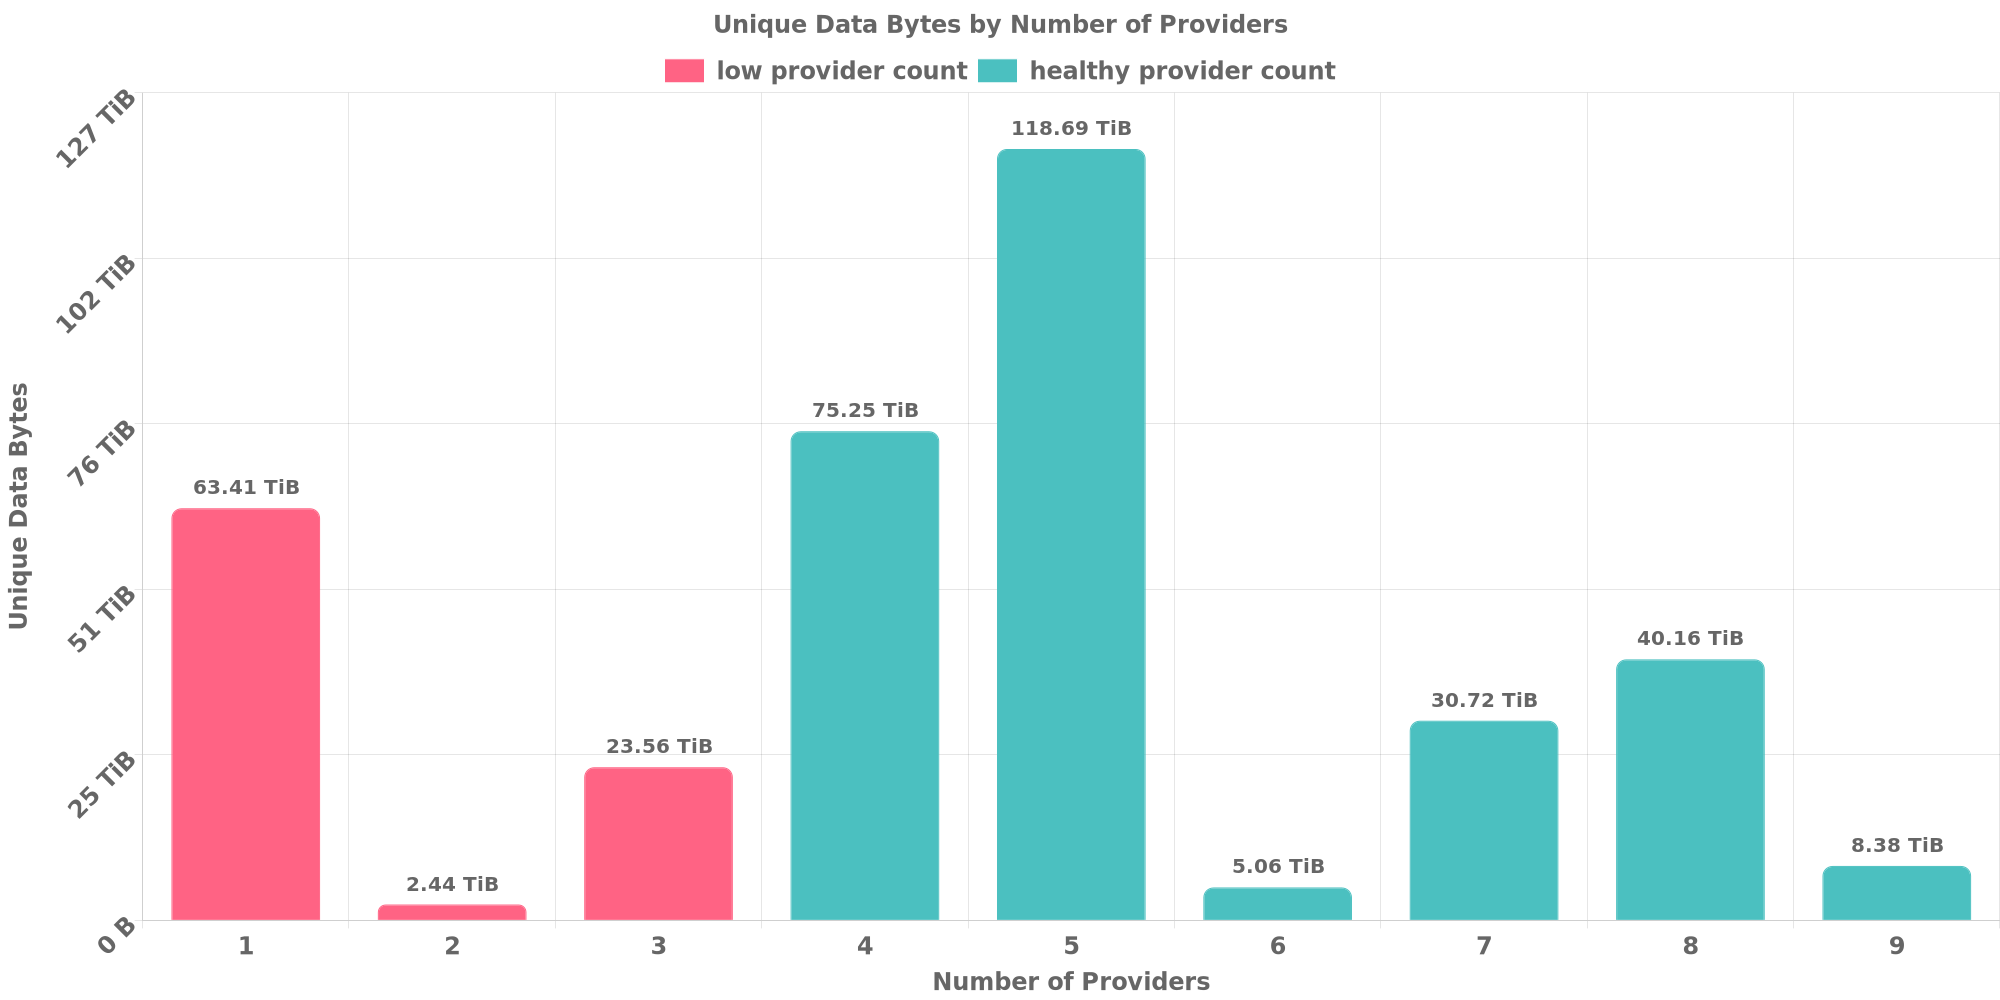 Unique Data Bytes by Number of Providers
low provider count
healthy provider count
127 TiB
102 TiB
76 TiB
51 TiB
25 TiB
0 B
Unique Data Bytes
63.41 TiB
2.44 TiB
23.56 TiB
75.25 TiB
118.69 TiB
5.06 TiB
30.72 TiB
40.16 TiB
8.38 TiB
1 2 3 4 5 6 7 8 9
Number of Providers